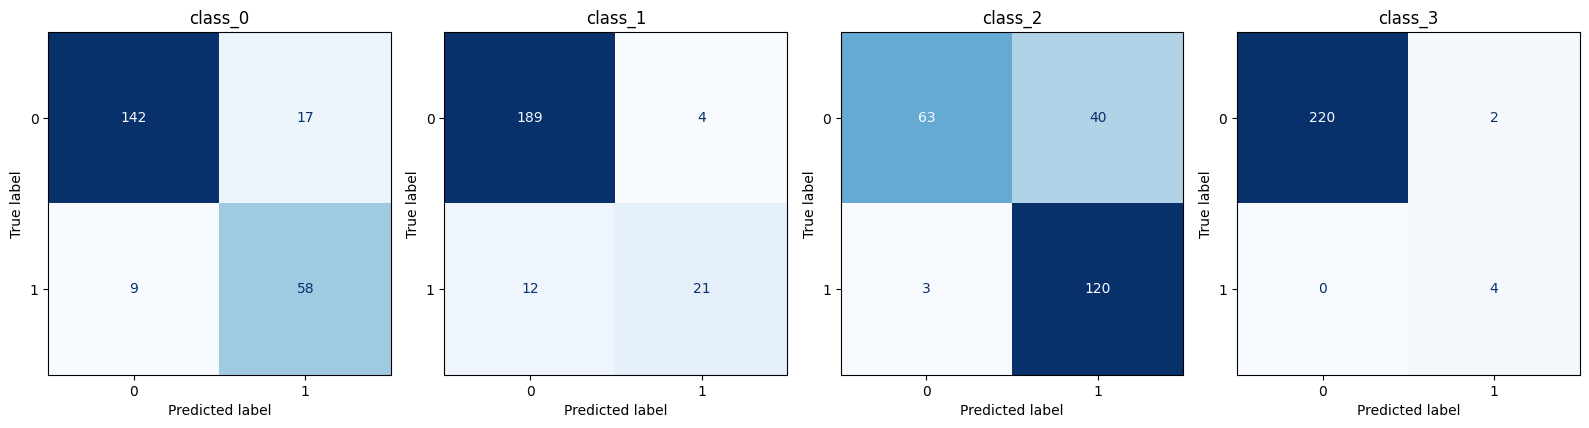 class_0
True label
0
142
17
1
9
58
0
1
Predicted label
class_1
True label
0
189
4
1
12
21
0
1
Predicted label
class_2
True label
0
63
40
1
3
120
0
1
Predicted label
class_3
True label
0
220
2
1
0
4
0
1
Predicted label